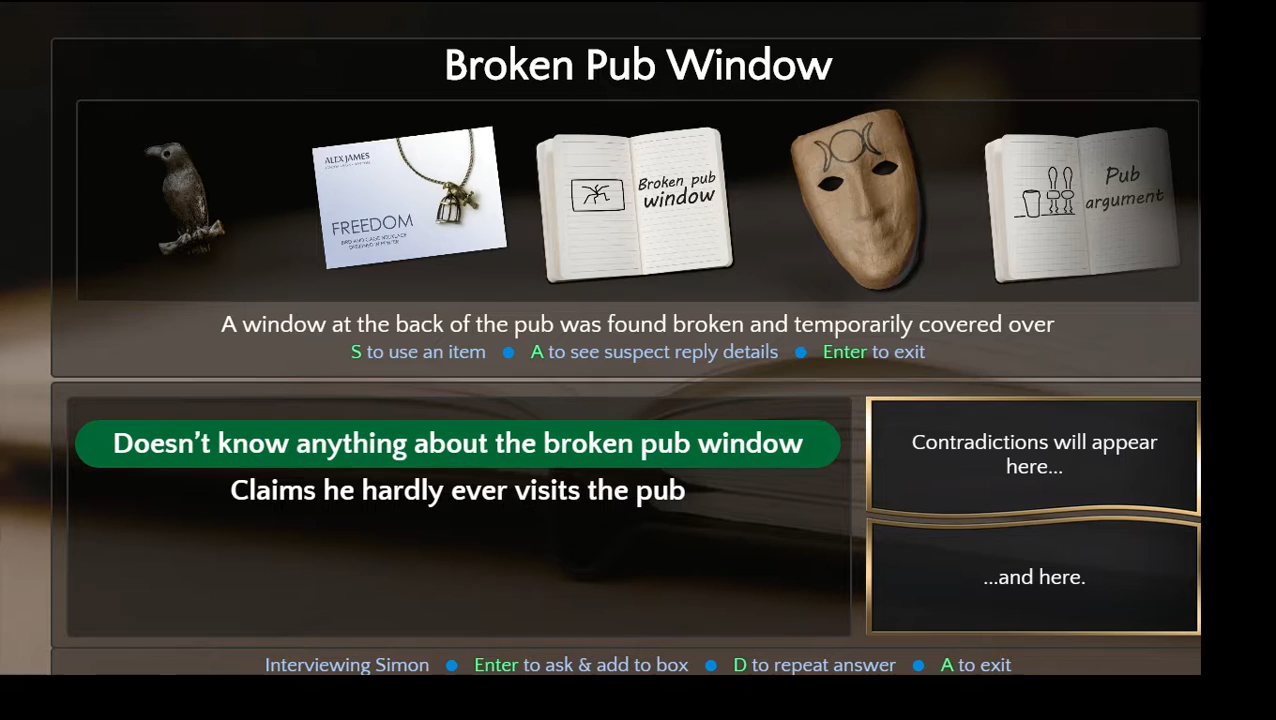 Broken Pub Window
ALEX JAMES
FREEDOM
Broken pub
window
Pub
argument
A window at the back of the pub was found broken and temporarily covered over
S to use an item
A to see suspect reply details
Enter to exit
Doesn't know anything about the broken pub window
Claims he hardly ever visits the pub
Contradictions will appear
here...
...and here.
Interviewing Simon
Enter to ask & add to box
D to repeat answer
A to exit